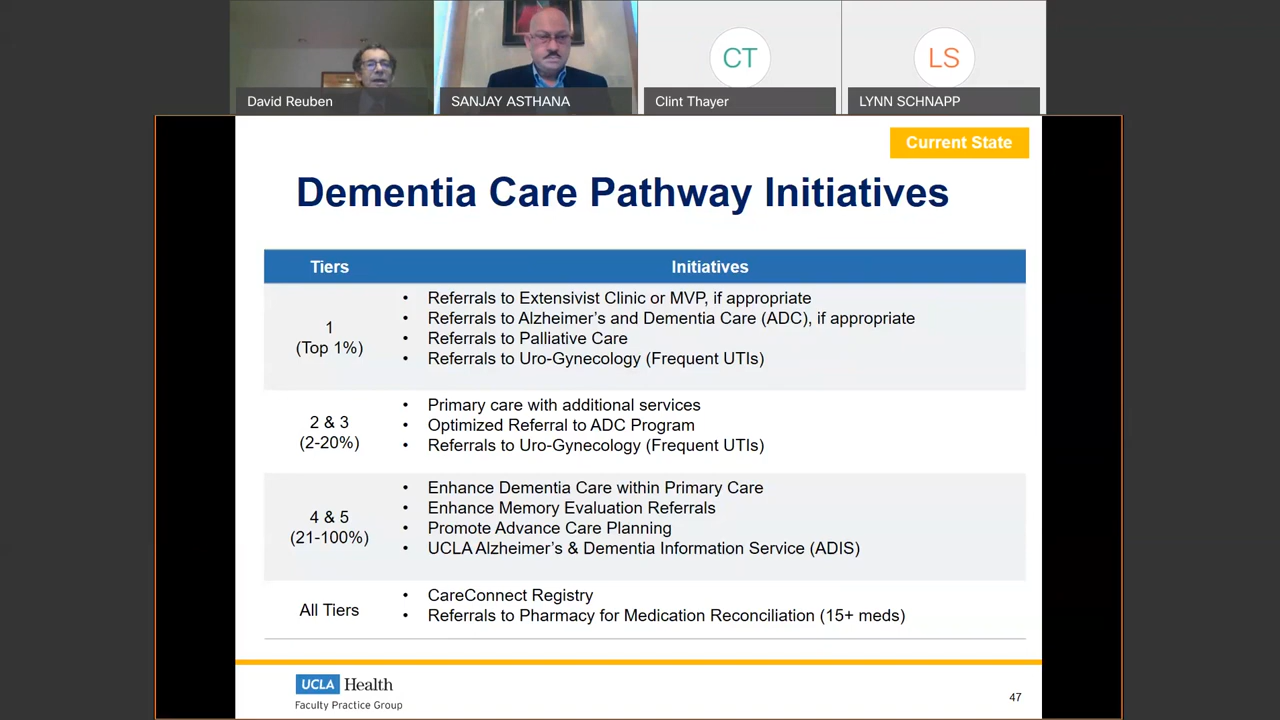 CT
LS
David Reuben
SANJAY ASTHANA
Clint Thayer
LYNN SCHNAPP
Current State
Dementia Care Pathway Initiatives
Tiers
Initiatives
1
(Top 1%)
• Referrals to Extensivist Clinic or MVP, if appropriate
• Referrals to Alzheimer's and Dementia Care (ADC), if appropriate
• Referrals to Palliative Care
• Referrals to Uro-Gynecology (Frequent UTIs)
2 & 3
(2-20%)
• Primary care with additional services
• Optimized Referral to ADC Program
• Referrals to Uro-Gynecology (Frequent UTIs)
4 & 5
(21-100%)
• Enhance Dementia Care within Primary Care
• Enhance Memory Evaluation Referrals
• Promote Advance Care Planning
• UCLA Alzheimer's & Dementia Information Service (ADIS)
All Tiers
• CareConnect Registry
• Referrals to Pharmacy for Medication Reconciliation (15+ meds)
UCLA Health
Faculty Practice Group
47